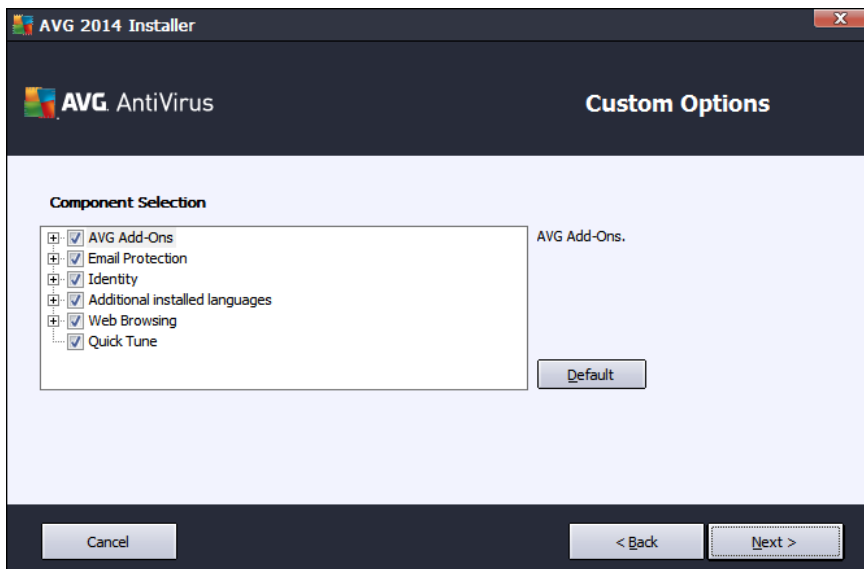 AVG 2014 Installer
X
AVG. AntiVirus
Custom Options
Component Selection
AVG Add-Ons
AVG Add-Ons.
Email Protection
Identity
Additional installed languages
Web Browsing
Quick Tune
Default
Cancel
< Back
Next >